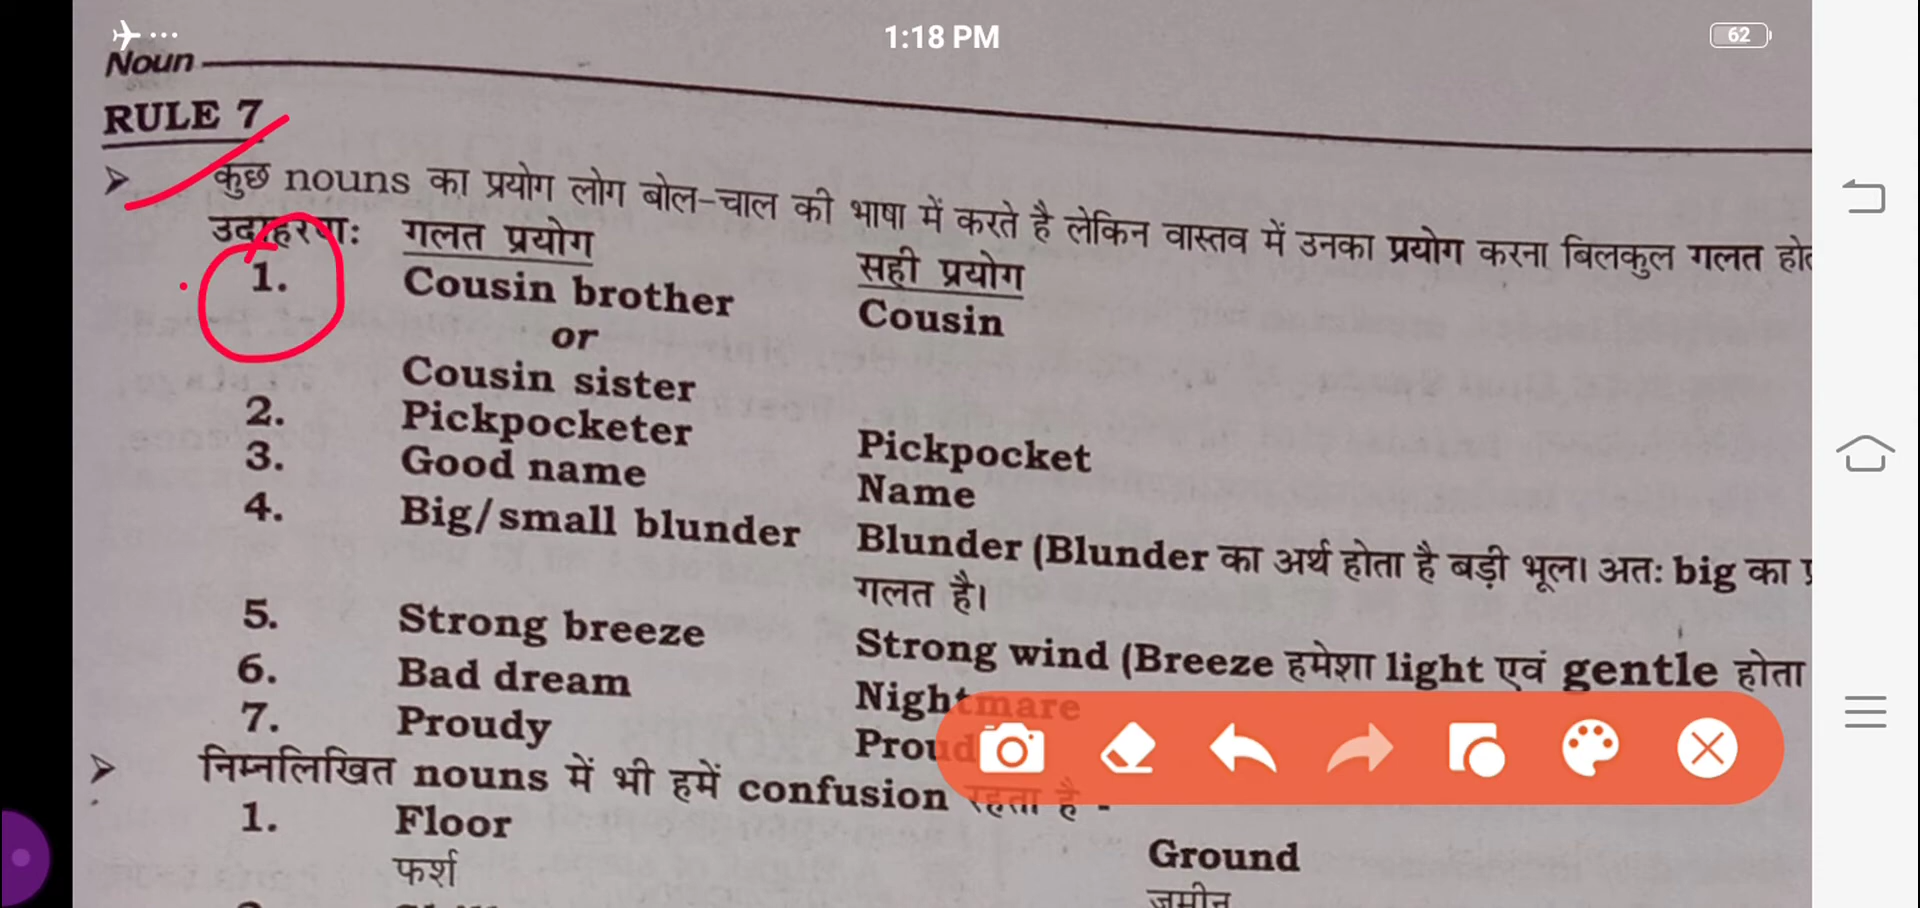 1:18 PM
62
Noun
RULE 7
कुछ nouns का प्रयोग लोग बोल-चाल की भाषा में करते है लेकिन वास्तव में उनका प्रयोग करना बिलकुल गलत
उदाहरण: गलत प्रयोग सही प्रयोग
1. Cousin brother Cousin
or
Cousin sister
2. Pickpocketer Pickpocket
3. Good name Name
4. Big/small blunder Blunder (Blunder का अर्थ होता है बड़ी भूल। अतः big का
गलत है।
5. Strong breeze Strong wind (Breeze हमेशा light एवं gentle होता
6. Bad dream Nightmare
7. Proudy Proud
निम्नलिखित nouns में भी हमें confusion रहता है -
1. Floor Ground
फर्श जमीन